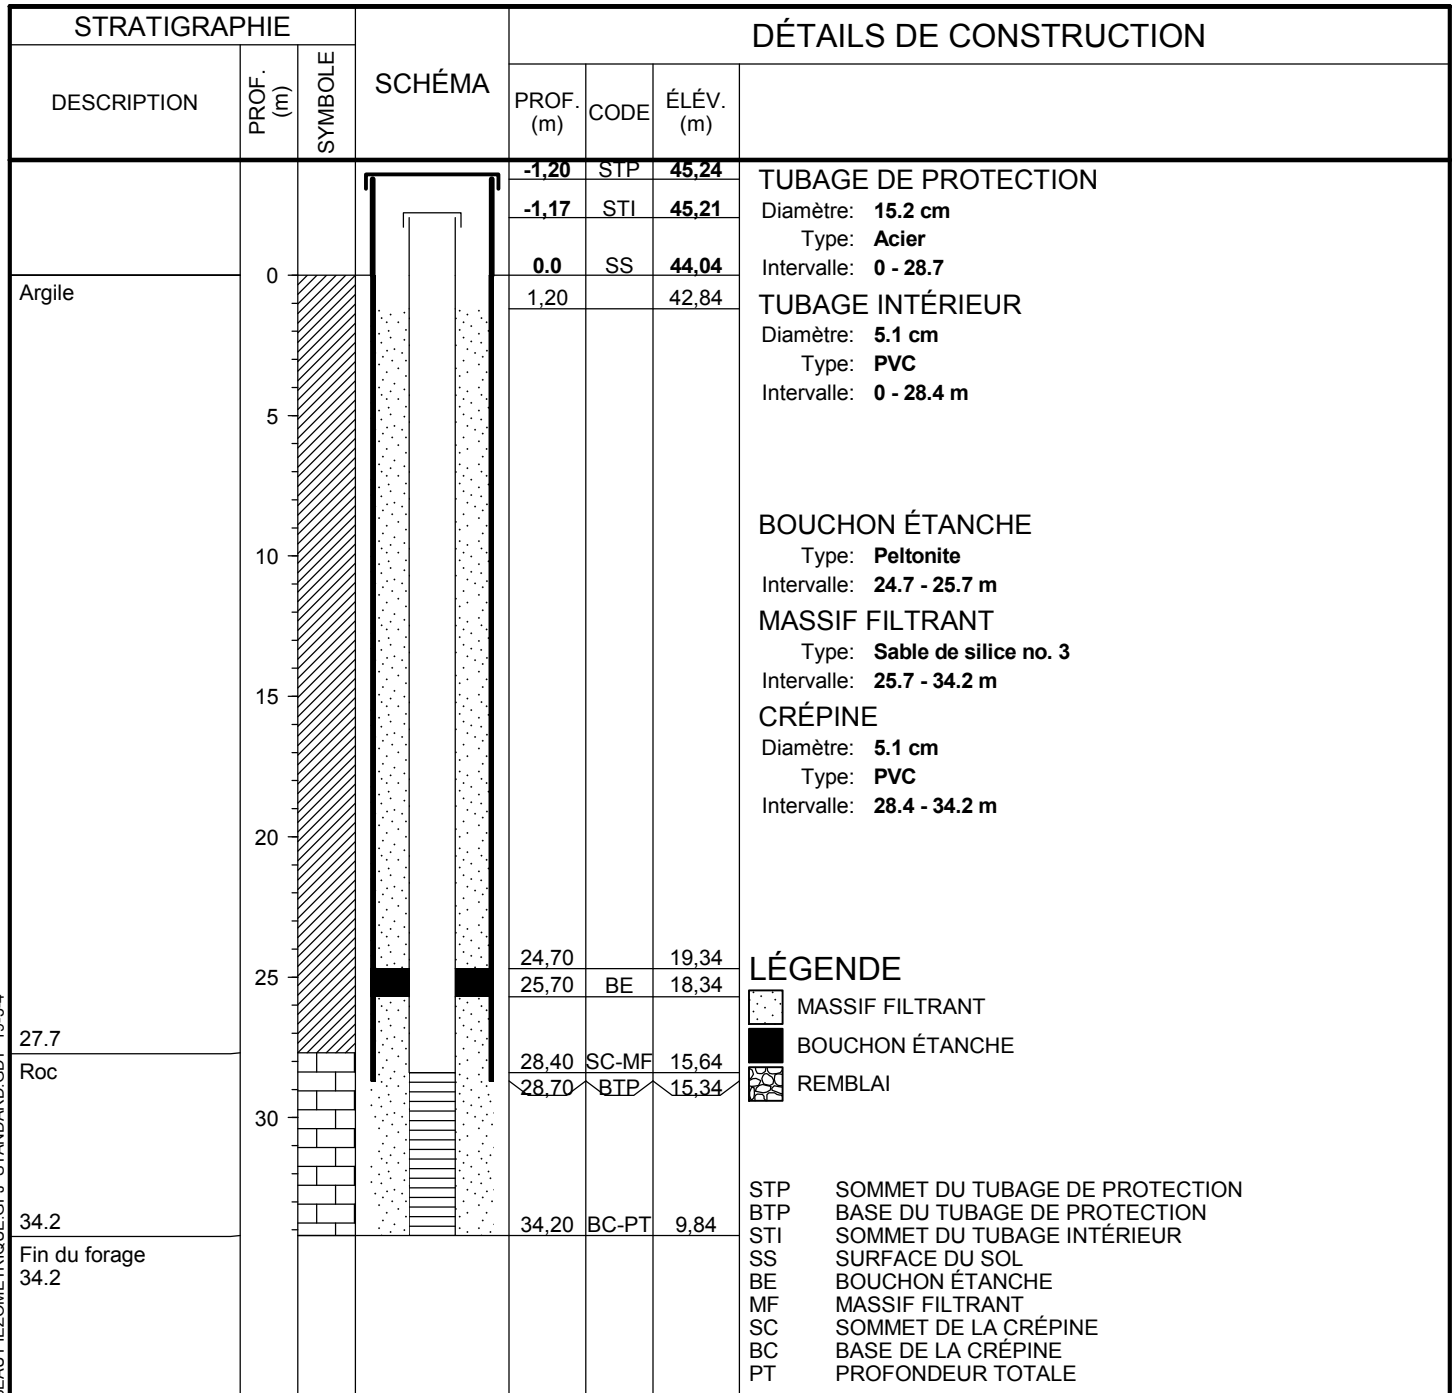 STRATIGRAPHIE
DESCRIPTION
PROF. (m)
SYMBOLE
SCHÉMA
DÉTAILS DE CONSTRUCTION
PROF. (m)
CODE
ÉLÉV. (m)
-1,20 STP 45,24
-1,17 STI 45,21
0.0 SS 44,04
1,20 42,84
24,70 19,34
25,70 BE 18,34
28,40 SC-MF 15,64
28,70 BTP 15,34
34,20 BC-PT 9,84
Argile
27.7
Roc
34.2
Fin du forage
34.2
0
5
10
15
20
25
30
TUBAGE DE PROTECTION
Diamètre: 15.2 cm
Type: Acier
Intervalle: 0 - 28.7
TUBAGE INTÉRIEUR
Diamètre: 5.1 cm
Type: PVC
Intervalle: 0 - 28.4 m
BOUCHON ÉTANCHE
Type: Peltonite
Intervalle: 24.7 - 25.7 m
MASSIF FILTRANT
Type: Sable de silice no. 3
Intervalle: 25.7 - 34.2 m
CRÉPINE
Diamètre: 5.1 cm
Type: PVC
Intervalle: 28.4 - 34.2 m
LÉGENDE
MASSIF FILTRANT
BOUCHON ÉTANCHE
REMBLAI
STP SOMMET DU TUBAGE DE PROTECTION
BTP BASE DU TUBAGE DE PROTECTION
STI SOMMET DU TUBAGE INTÉRIEUR
SS SURFACE DU SOL
BE BOUCHON ÉTANCHE
MF MASSIF FILTRANT
SC SOMMET DE LA CRÉPINE
BC BASE DE LA CRÉPINE
PT PROFONDEUR TOTALE